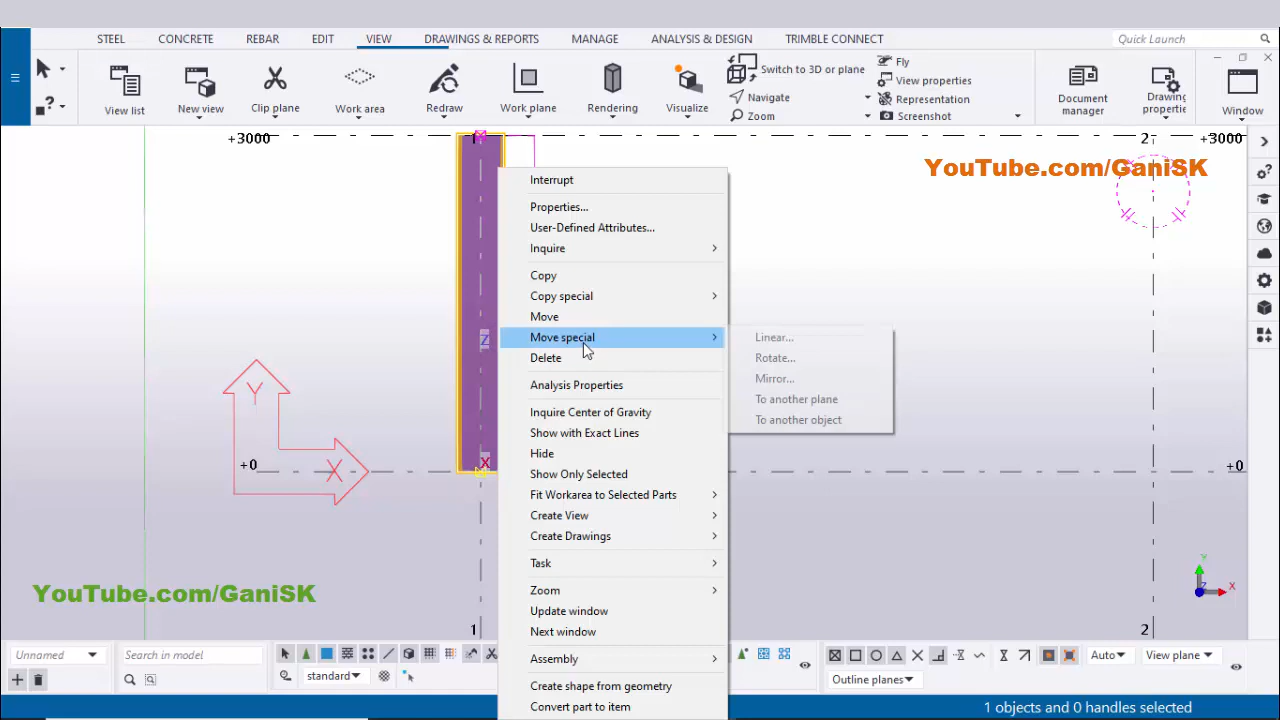 STEEL
CONCRETE
REBAR
EDIT
VIEW
DRAWINGS & REPORTS
MANAGE
ANALYSIS & DESIGN
TRIMBLE CONNECT
Quick Launch
View list
New view
Clip plane
Work area
Redraw
Work plane
Rendering
Visualize
Switch to 3D or plane
Navigate
Zoom
Fly
View properties
Representation
Screenshot
Document
manager
Drawing
propertie
Window
+3000
1
2
+3000
YouTube.com/GaniSK
Interrupt
Properties...
User-Defined Attributes...
Inquire
Copy
Copy special
Move
Move special
Delete
Analysis Properties
Inquire Center of Gravity
Show with Exact Lines
Hide
Show Only Selected
Fit Workarea to Selected Parts
Create View
Create Drawings
Task
Zoom
Update window
Next window
Assembly
Create shape from geometry
Convert part to item
Linear...
Rotate...
Mirror...
To another plane
To another object
Z
Y
X
X
+0
+0
YouTube.com/GaniSK
Y
Z
X
1
2
Unnamed
Search in model
standard
Auto
View plane
Outline planes
1 objects and 0 handles selected